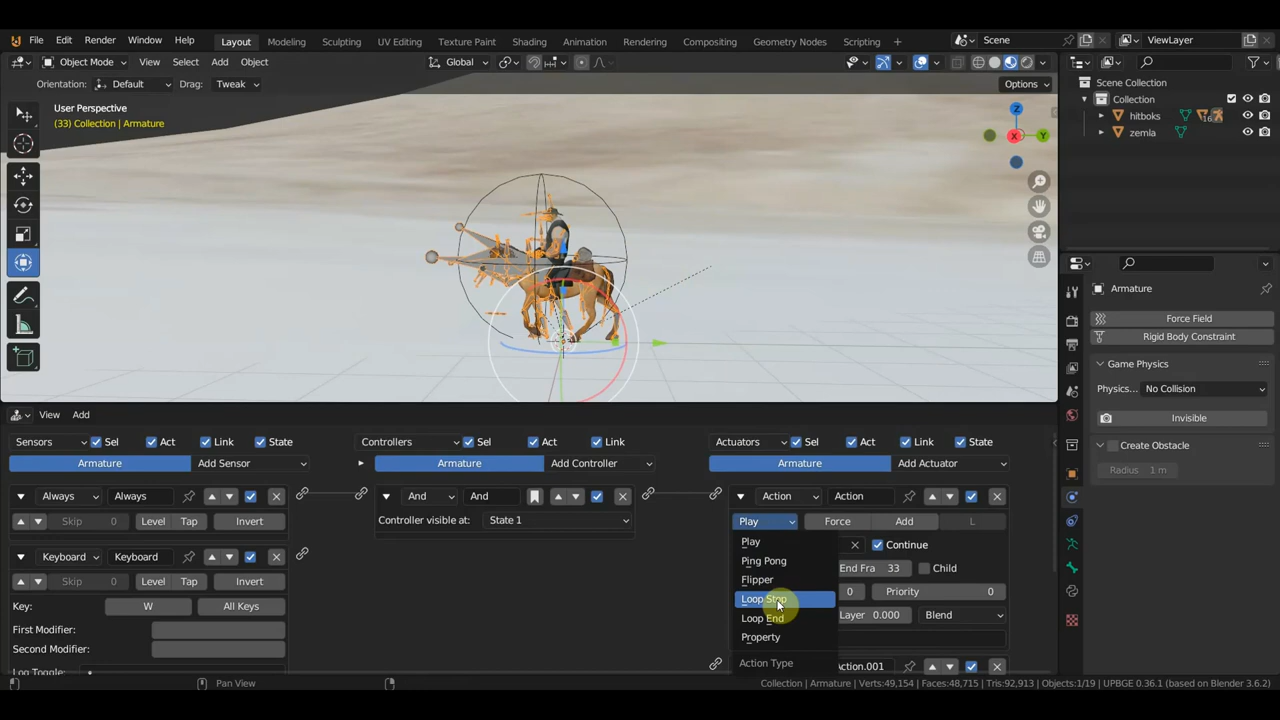 File Edit Render Window Help Layout Modeling Sculpting UV Editing Texture Paint Shading Animation Rendering Compositing Geometry Nodes Scripting + Scene ViewLayer
Object Mode View Select Add Object Global Options
Orientation: Default Drag: Tweak
User Perspective
(33) Collection | Armature
Z
X
Y
Scene Collection
Collection
hitboks 16
zemla
Armature
Force Field
Rigid Body Constraint
Game Physics
Physics... No Collision
Invisible
Create Obstacle
Radius 1 m
View Add
Sensors Sel Act Link State Controllers Sel Act Link Actuators Sel Act Link State
Armature Add Sensor Armature Add Controller Armature Add Actuator
Always Always And And Action Action
Skip 0 Level Tap Invert Controller visible at: State 1 Play Force Add L
Play Continue
Keyboard Keyboard Ping Pong End Fra 33 Child
Skip 0 Level Tap Invert Flipper 0 Priority 0
Key: W All Keys Loop Stop Layer 0.000 Blend
First Modifier: Loop End
Second Modifier: Property
Log Toggle: Action Type Action.001
Pan View Collection | Armature | Verts:49,154 | Faces:48,715 | Tris:92,913 | Objects:1/19 | UPBGE 0.36.1 (based on Blender 3.6.2)